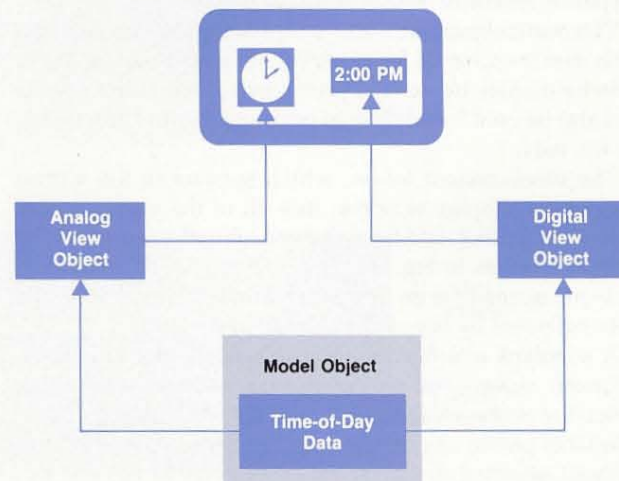 2:00 PM
Analog
View
Object
Digital
View
Object
Model Object
Time-of-Day
Data